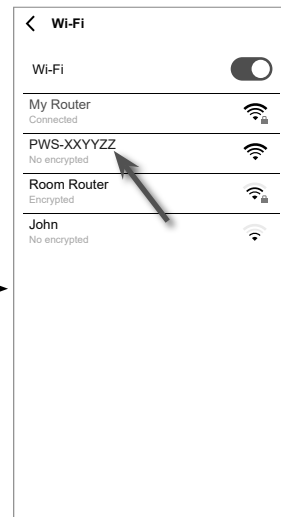 Wi-Fi
Wi-Fi
My Router
Connected
PWS-XXYYZZ
No encrypted
Room Router
Encrypted
John
No encrypted